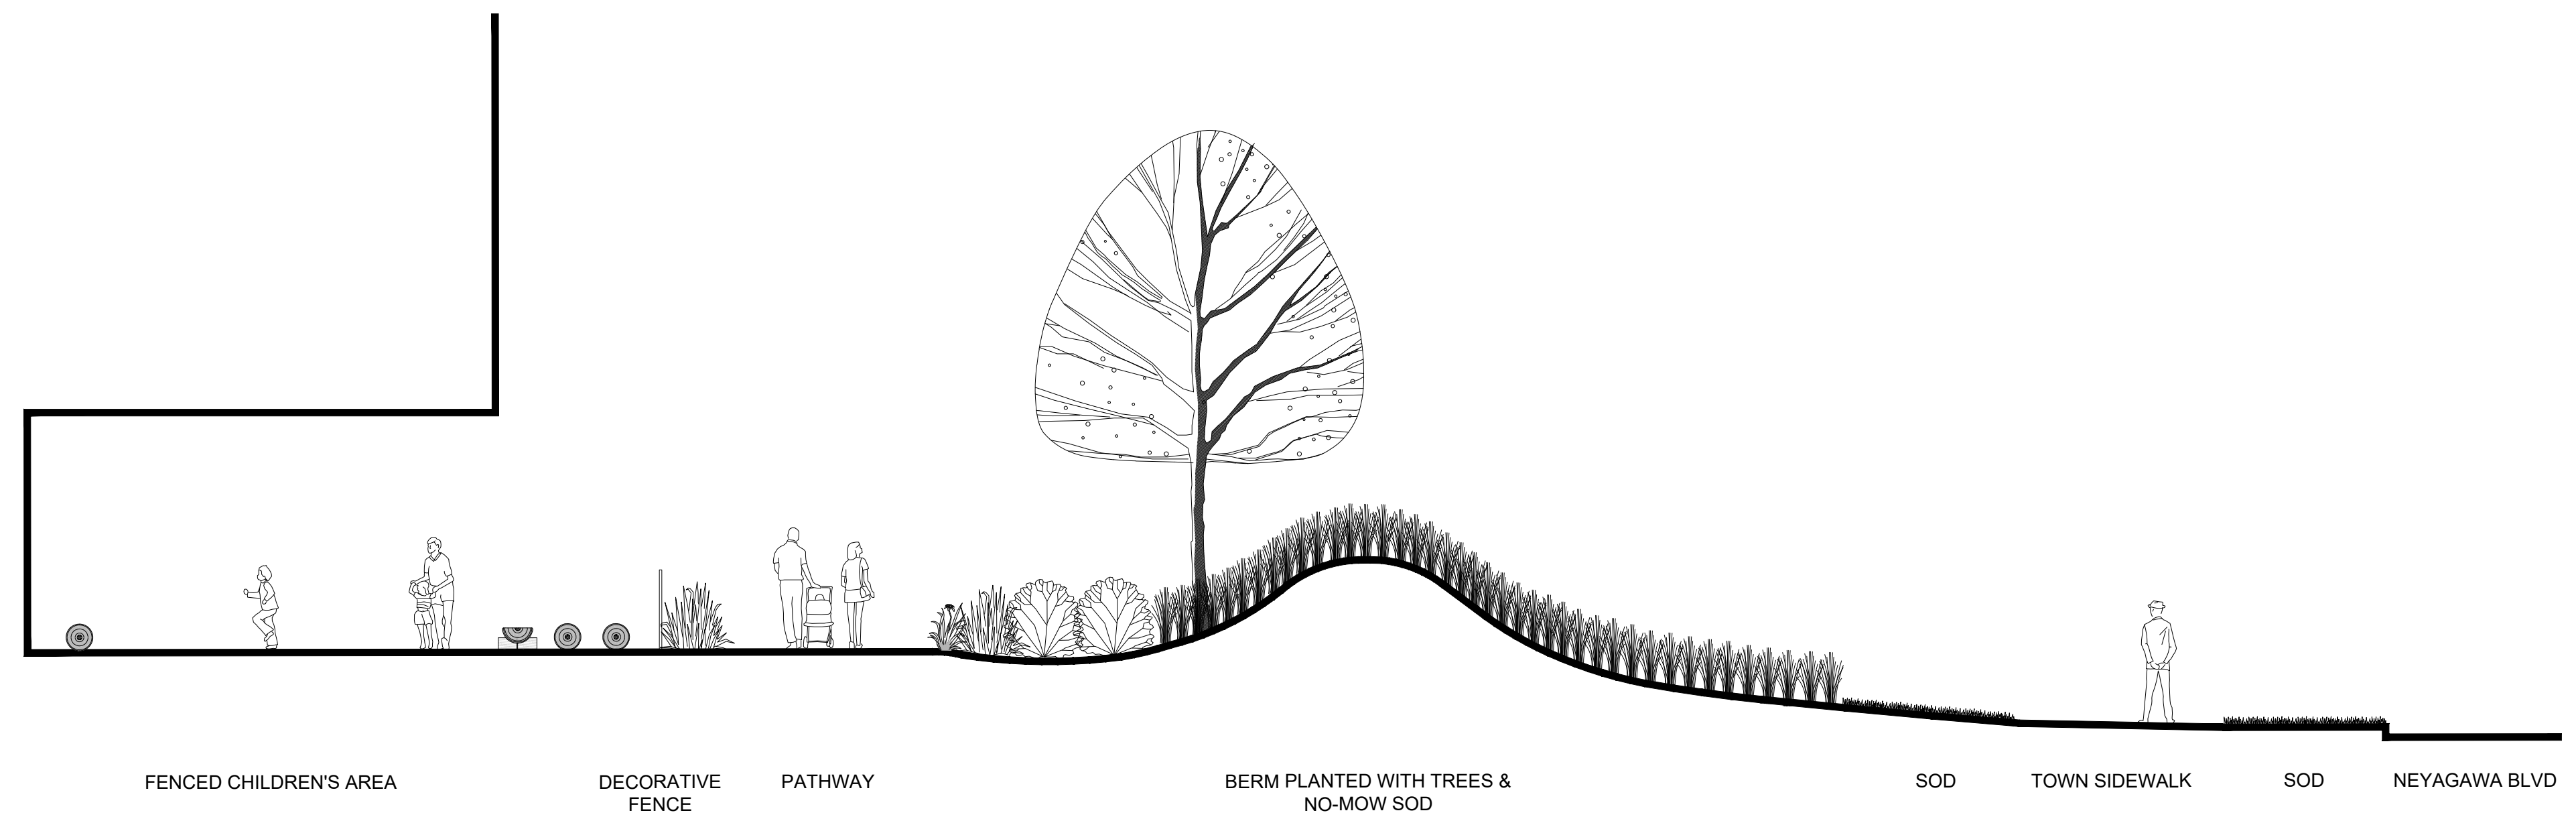 FENCED CHILDREN'S AREA
DECORATIVE
FENCE
PATHWAY
BERM PLANTED WITH TREES &
NO-MOW SOD
SOD
TOWN SIDEWALK
SOD
NEYAGAWA BLVD